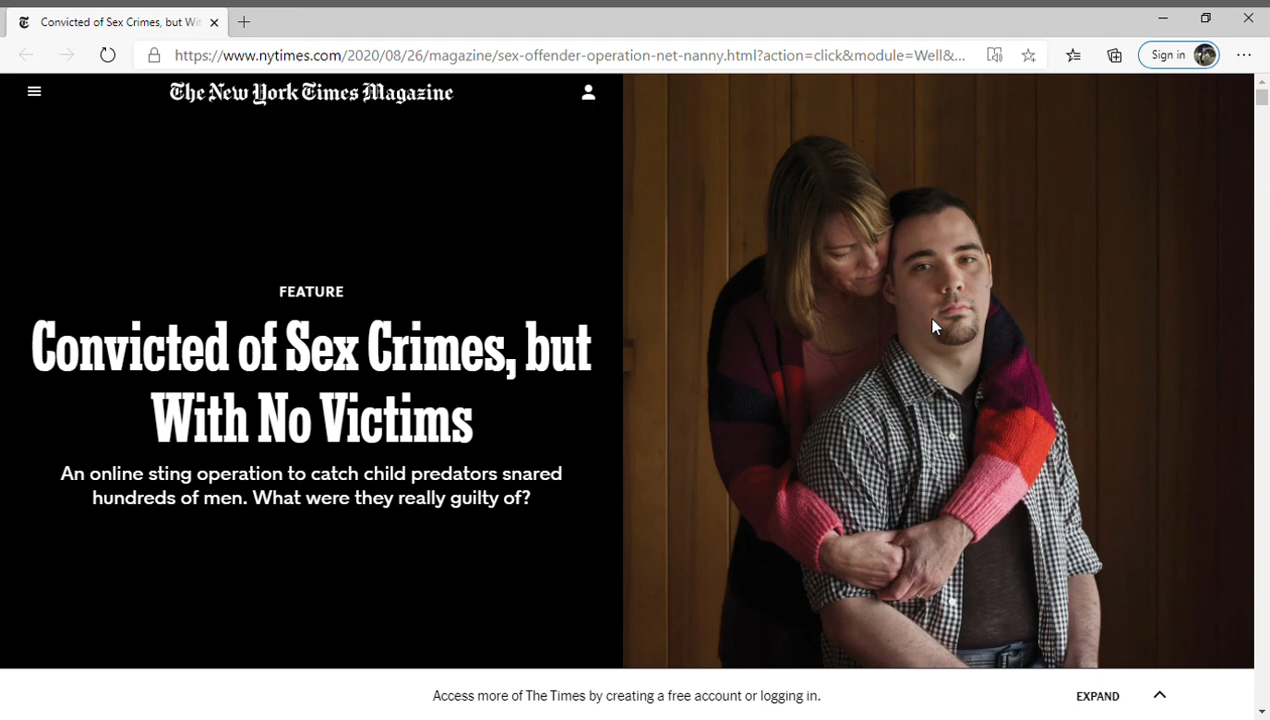 Convicted of Sex Crimes, but Wit
Sign in
https://www.nytimes.com/2020/08/26/magazine/sex-offender-operation-net-nanny.html?action=click&module=Well&...
The New York Times Magazine
FEATURE
Convicted of Sex Crimes, but
With No Victims
An online sting operation to catch child predators snared
hundreds of men. What were they really guilty of?
Access more of The Times by creating a free account or logging in.
EXPAND